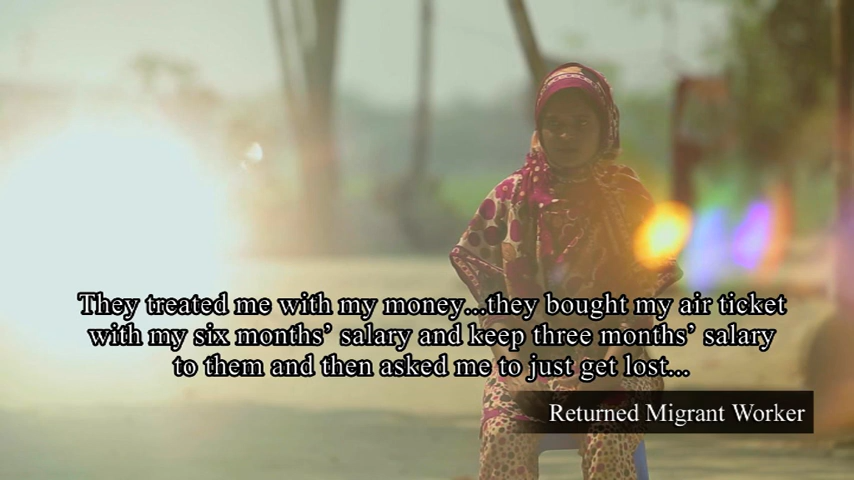 They treated me with my money...they bought my air ticket
with my six months’ salary and keep three months’ salary
to them and then asked me to just get lost...
Returned Migrant Worker